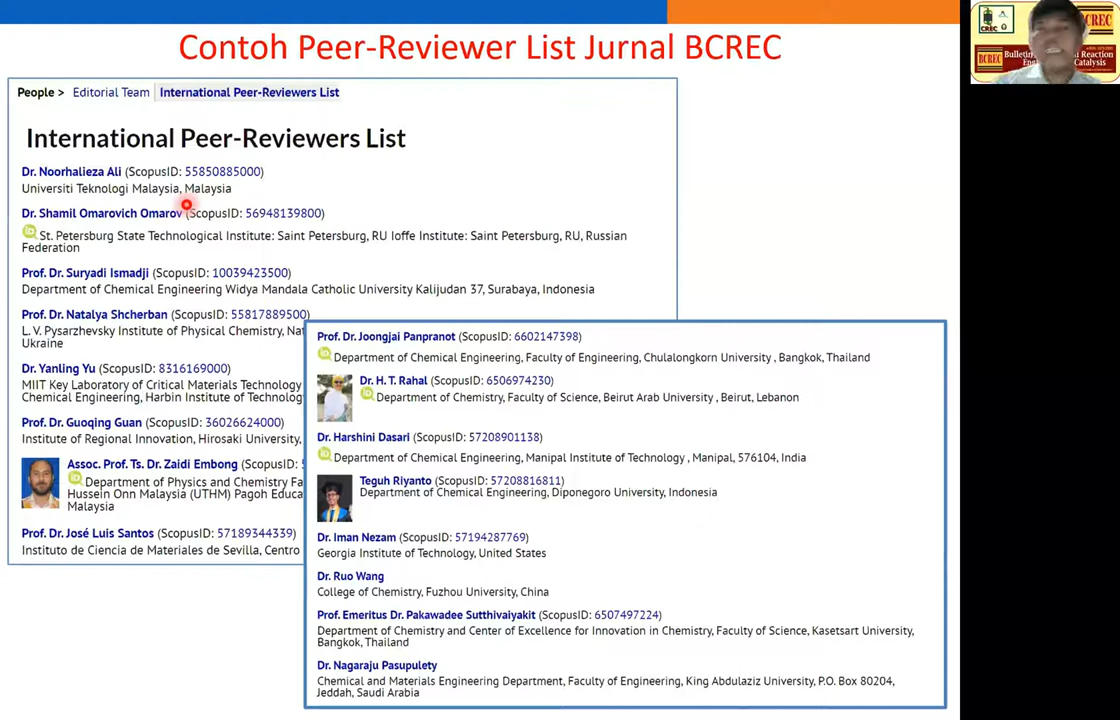 Contoh Peer-Reviewer List Jurnal BCREC
People > Editorial Team International Peer-Reviewers List
International Peer-Reviewers List
Dr. Noorhalieza Ali (ScopusID: 55850885000)
Universiti Teknologi Malaysia, Malaysia
Dr. Shamil Omarovich Omarov (ScopusID: 56948139800)
iD St. Petersburg State Technological Institute: Saint Petersburg, RU Ioffe Institute: Saint Petersburg, RU, Russian
Federation
Prof. Dr. Suryadi Ismadji (ScopusID: 10039423500)
Department of Chemical Engineering Widya Mandala Catholic University Kalijudan 37, Surabaya, Indonesia
Prof. Dr. Natalya Shcherban (ScopusID: 55817889500)
L. V. Pysarzhevsky Institute of Physical Chemistry, Nat
Ukraine
Dr. Yanling Yu (ScopusID: 8316169000)
MIIT Key Laboratory of Critical Materials Technology
Chemical Engineering, Harbin Institute of Technology
Prof. Dr. Guoqing Guan (ScopusID: 36026624000)
Institute of Regional Innovation, Hirosaki University,
Assoc. Prof. Ts. Dr. Zaidi Embong (ScopusID: 5
iD Department of Physics and Chemistry Fa
Hussein Onn Malaysia (UTHM) Pagoh Educa
Malaysia
Prof. Dr. José Luis Santos (ScopusID: 57189344339)
Instituto de Ciencia de Materiales de Sevilla, Centro
Prof. Dr. Joongjai Panpranot (ScopusID: 6602147398)
iD Department of Chemical Engineering, Faculty of Engineering, Chulalongkorn University , Bangkok, Thailand
Dr. H. T. Rahal (ScopusID: 6506974230)
iD Department of Chemistry, Faculty of Science, Beirut Arab University , Beirut, Lebanon
Dr. Harshini Dasari (ScopusID: 57208901138)
iD Department of Chemical Engineering, Manipal Institute of Technology , Manipal, 576104, India
Teguh Riyanto (ScopusID: 57208816811)
Department of Chemical Engineering, Diponegoro University, Indonesia
Dr. Iman Nezam (ScopusID: 57194287769)
Georgia Institute of Technology, United States
Dr. Ruo Wang
College of Chemistry, Fuzhou University, China
Prof. Emeritus Dr. Pakawadee Sutthivaiyakit (ScopusID: 6507497224)
Department of Chemistry and Center of Excellence for Innovation in Chemistry, Faculty of Science, Kasetsart University,
Bangkok, Thailand
Dr. Nagaraju Pasupulety
Chemical and Materials Engineering Department, Faculty of Engineering, King Abdulaziz University, P.O. Box 80204,
Jeddah, Saudi Arabia
CREC
BCREC
Bulletin
Reaction
Catalysis